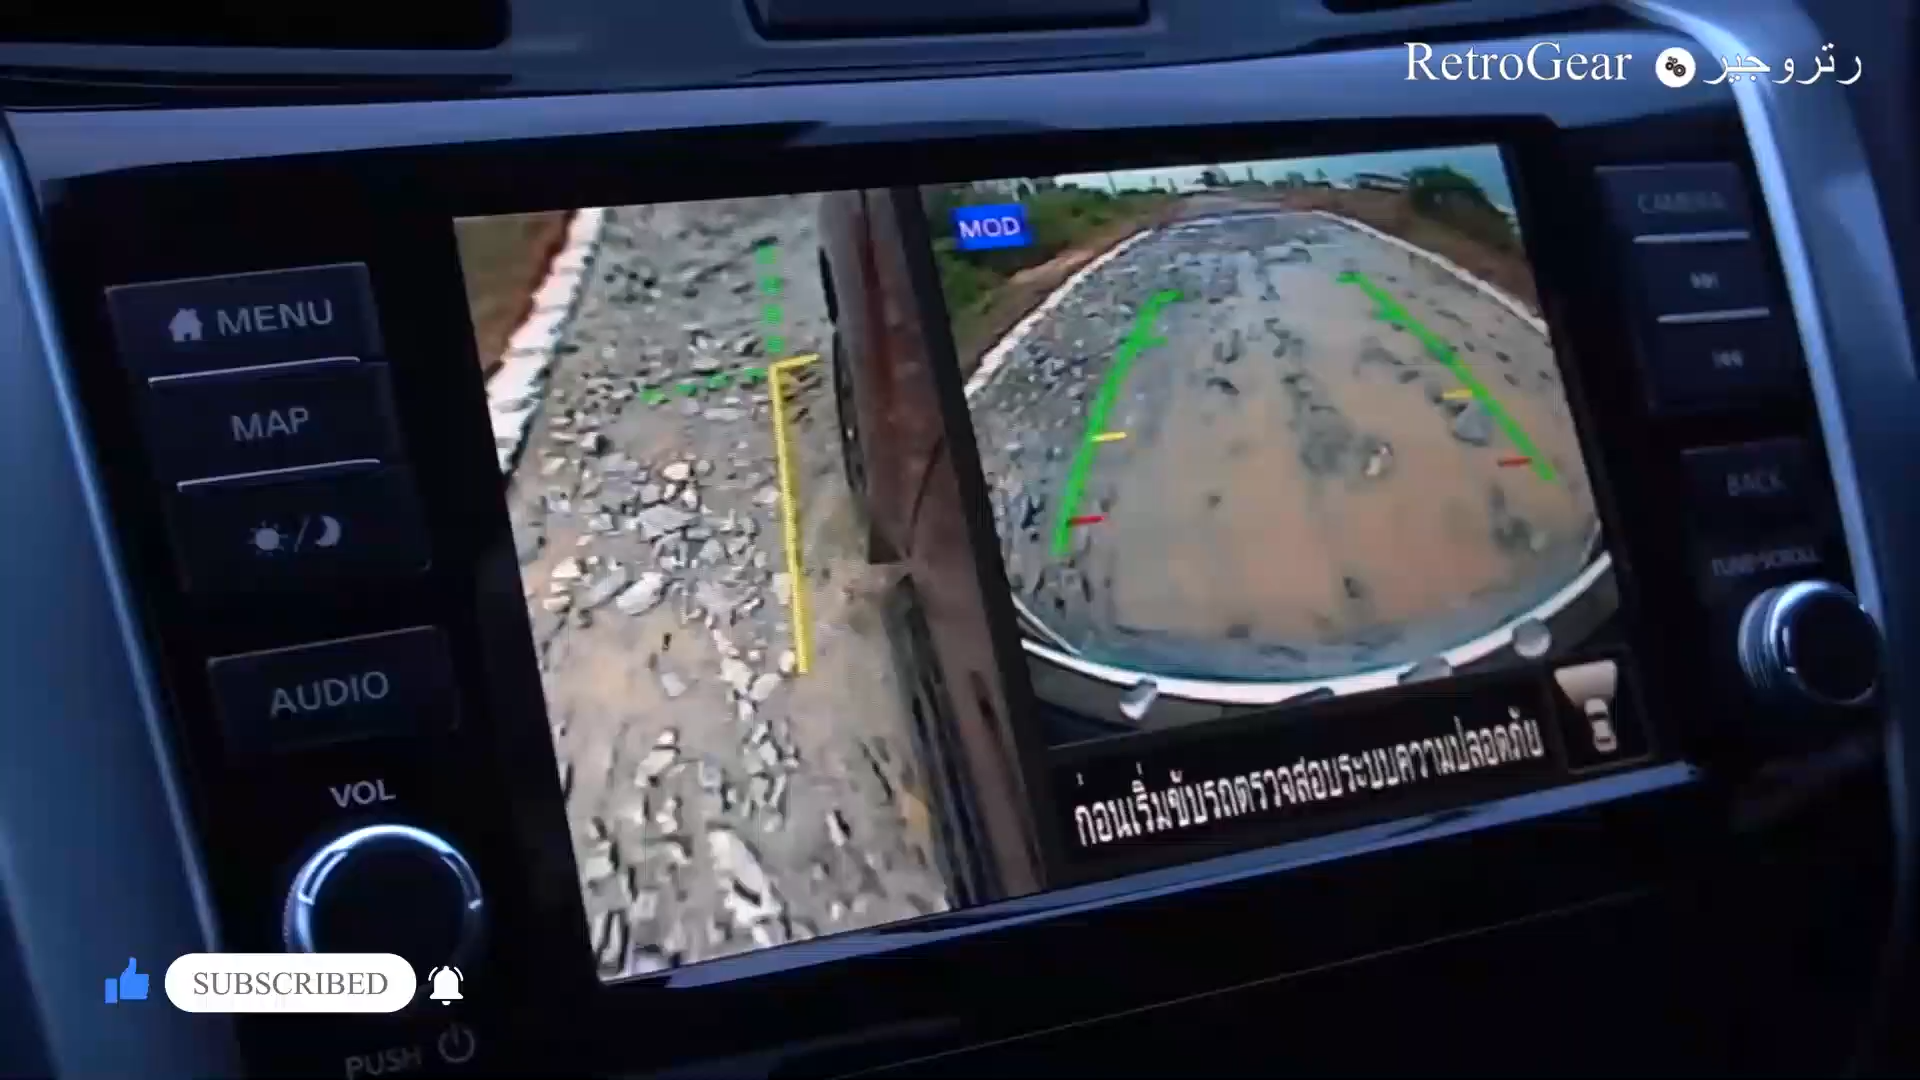 RetroGear رتروجير
CAMERA
MOD
MENU
MAP
BACK
TUNE·SCROLL
AUDIO
ก่อนเริ่มขับรถตรวจสอบระบบความปลอดภัย
VOL
SUBSCRIBED
PUSH